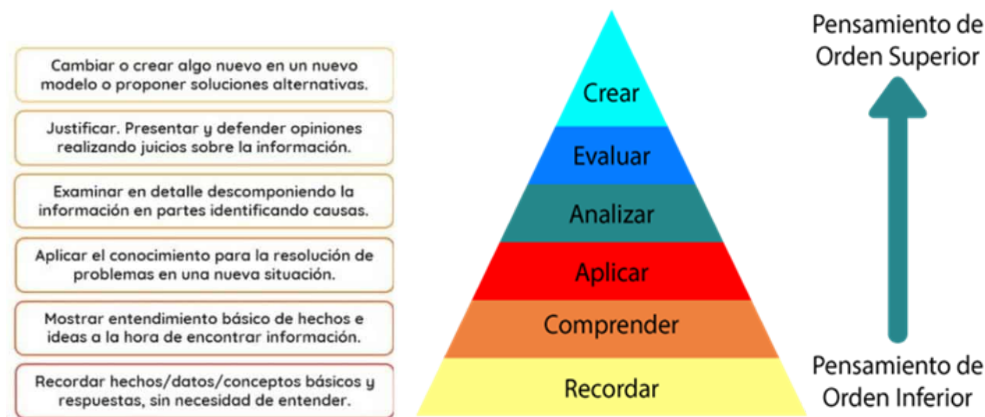 Cambiar o crear algo nuevo en un nuevo
modelo o proponer soluciones alternativas.
Justificar. Presentar y defender opiniones
realizando juicios sobre la información.
Examinar en detalle descomponiendo la
información en partes identificando causas.
Aplicar el conocimiento para la resolución de
problemas en una nueva situación.
Mostrar entendimiento básico de hechos e
ideas a la hora de encontrar información.
Recordar hechos/datos/conceptos básicos y
respuestas, sin necesidad de entender.
Crear
Evaluar
Analizar
Aplicar
Comprender
Recordar
Pensamiento de
Orden Superior
Pensamiento de
Orden Inferior